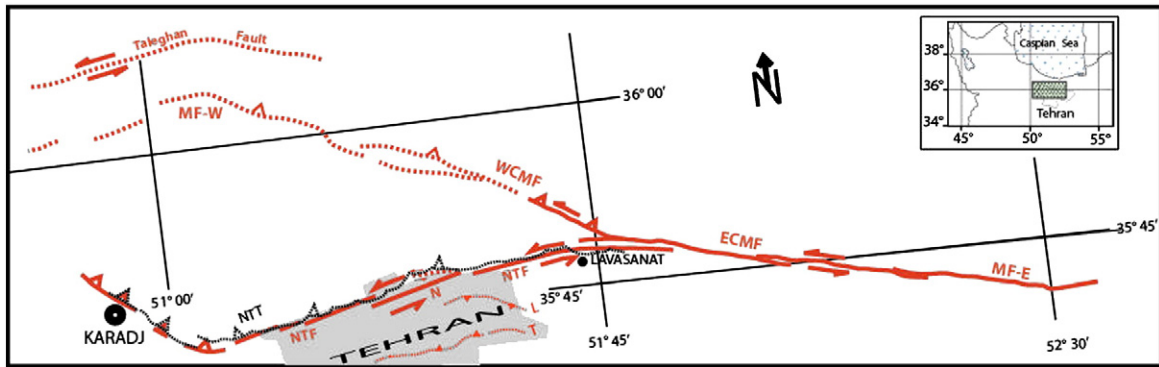 Taleghan Fault
MF-W
36° 00'
N
WCMF
ECMF
35° 45'
MF-E
LAVASANAT
NTF
35° 45'
N
L
T
51° 00'
NTT
NTF
TEHRAN
KARADJ
51° 45'
52° 30'
38°
36°
34°
45°
50°
55°
Caspian Sea
Tehran